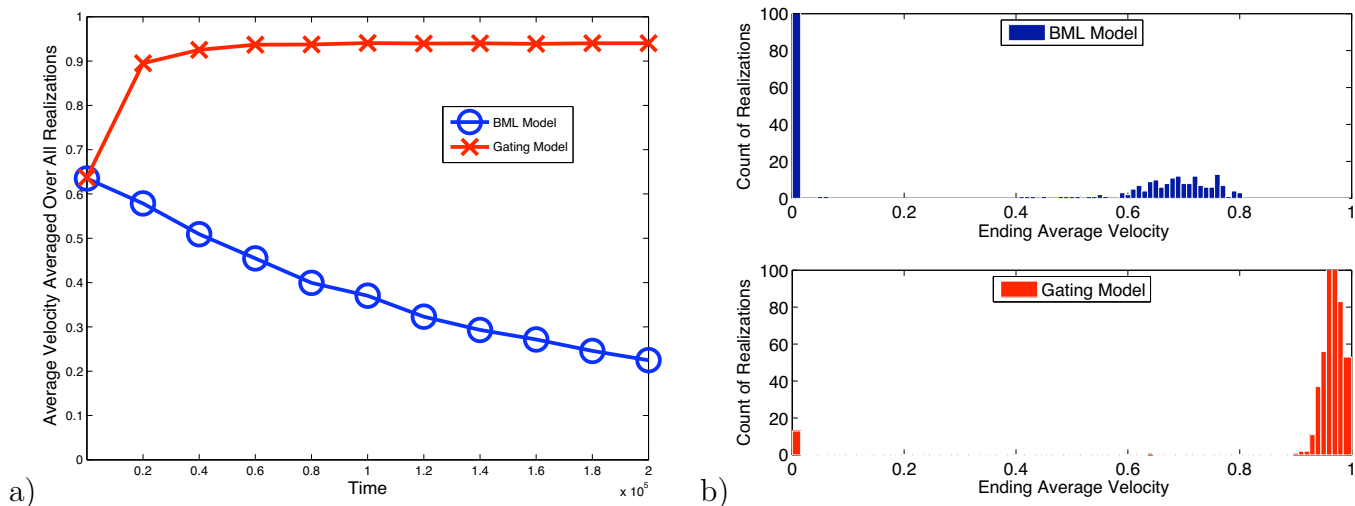 Average Velocity Averaged Over All Realizations
1
0.9
0.8
0.7
0.6
0.5
0.4
0.3
0.2
0.1
0
BML Model
Gating Model
0.2 0.4 0.6 0.8 1 1.2 1.4 1.6 1.8 2
Time
x 10⁵
a)
Count of Realizations
100
80
60
40
20
0
BML Model
0 0.2 0.4 0.6 0.8 1
Ending Average Velocity
Count of Realizations
100
80
60
40
20
0
Gating Model
0 0.2 0.4 0.6 0.8 1
Ending Average Velocity
b)